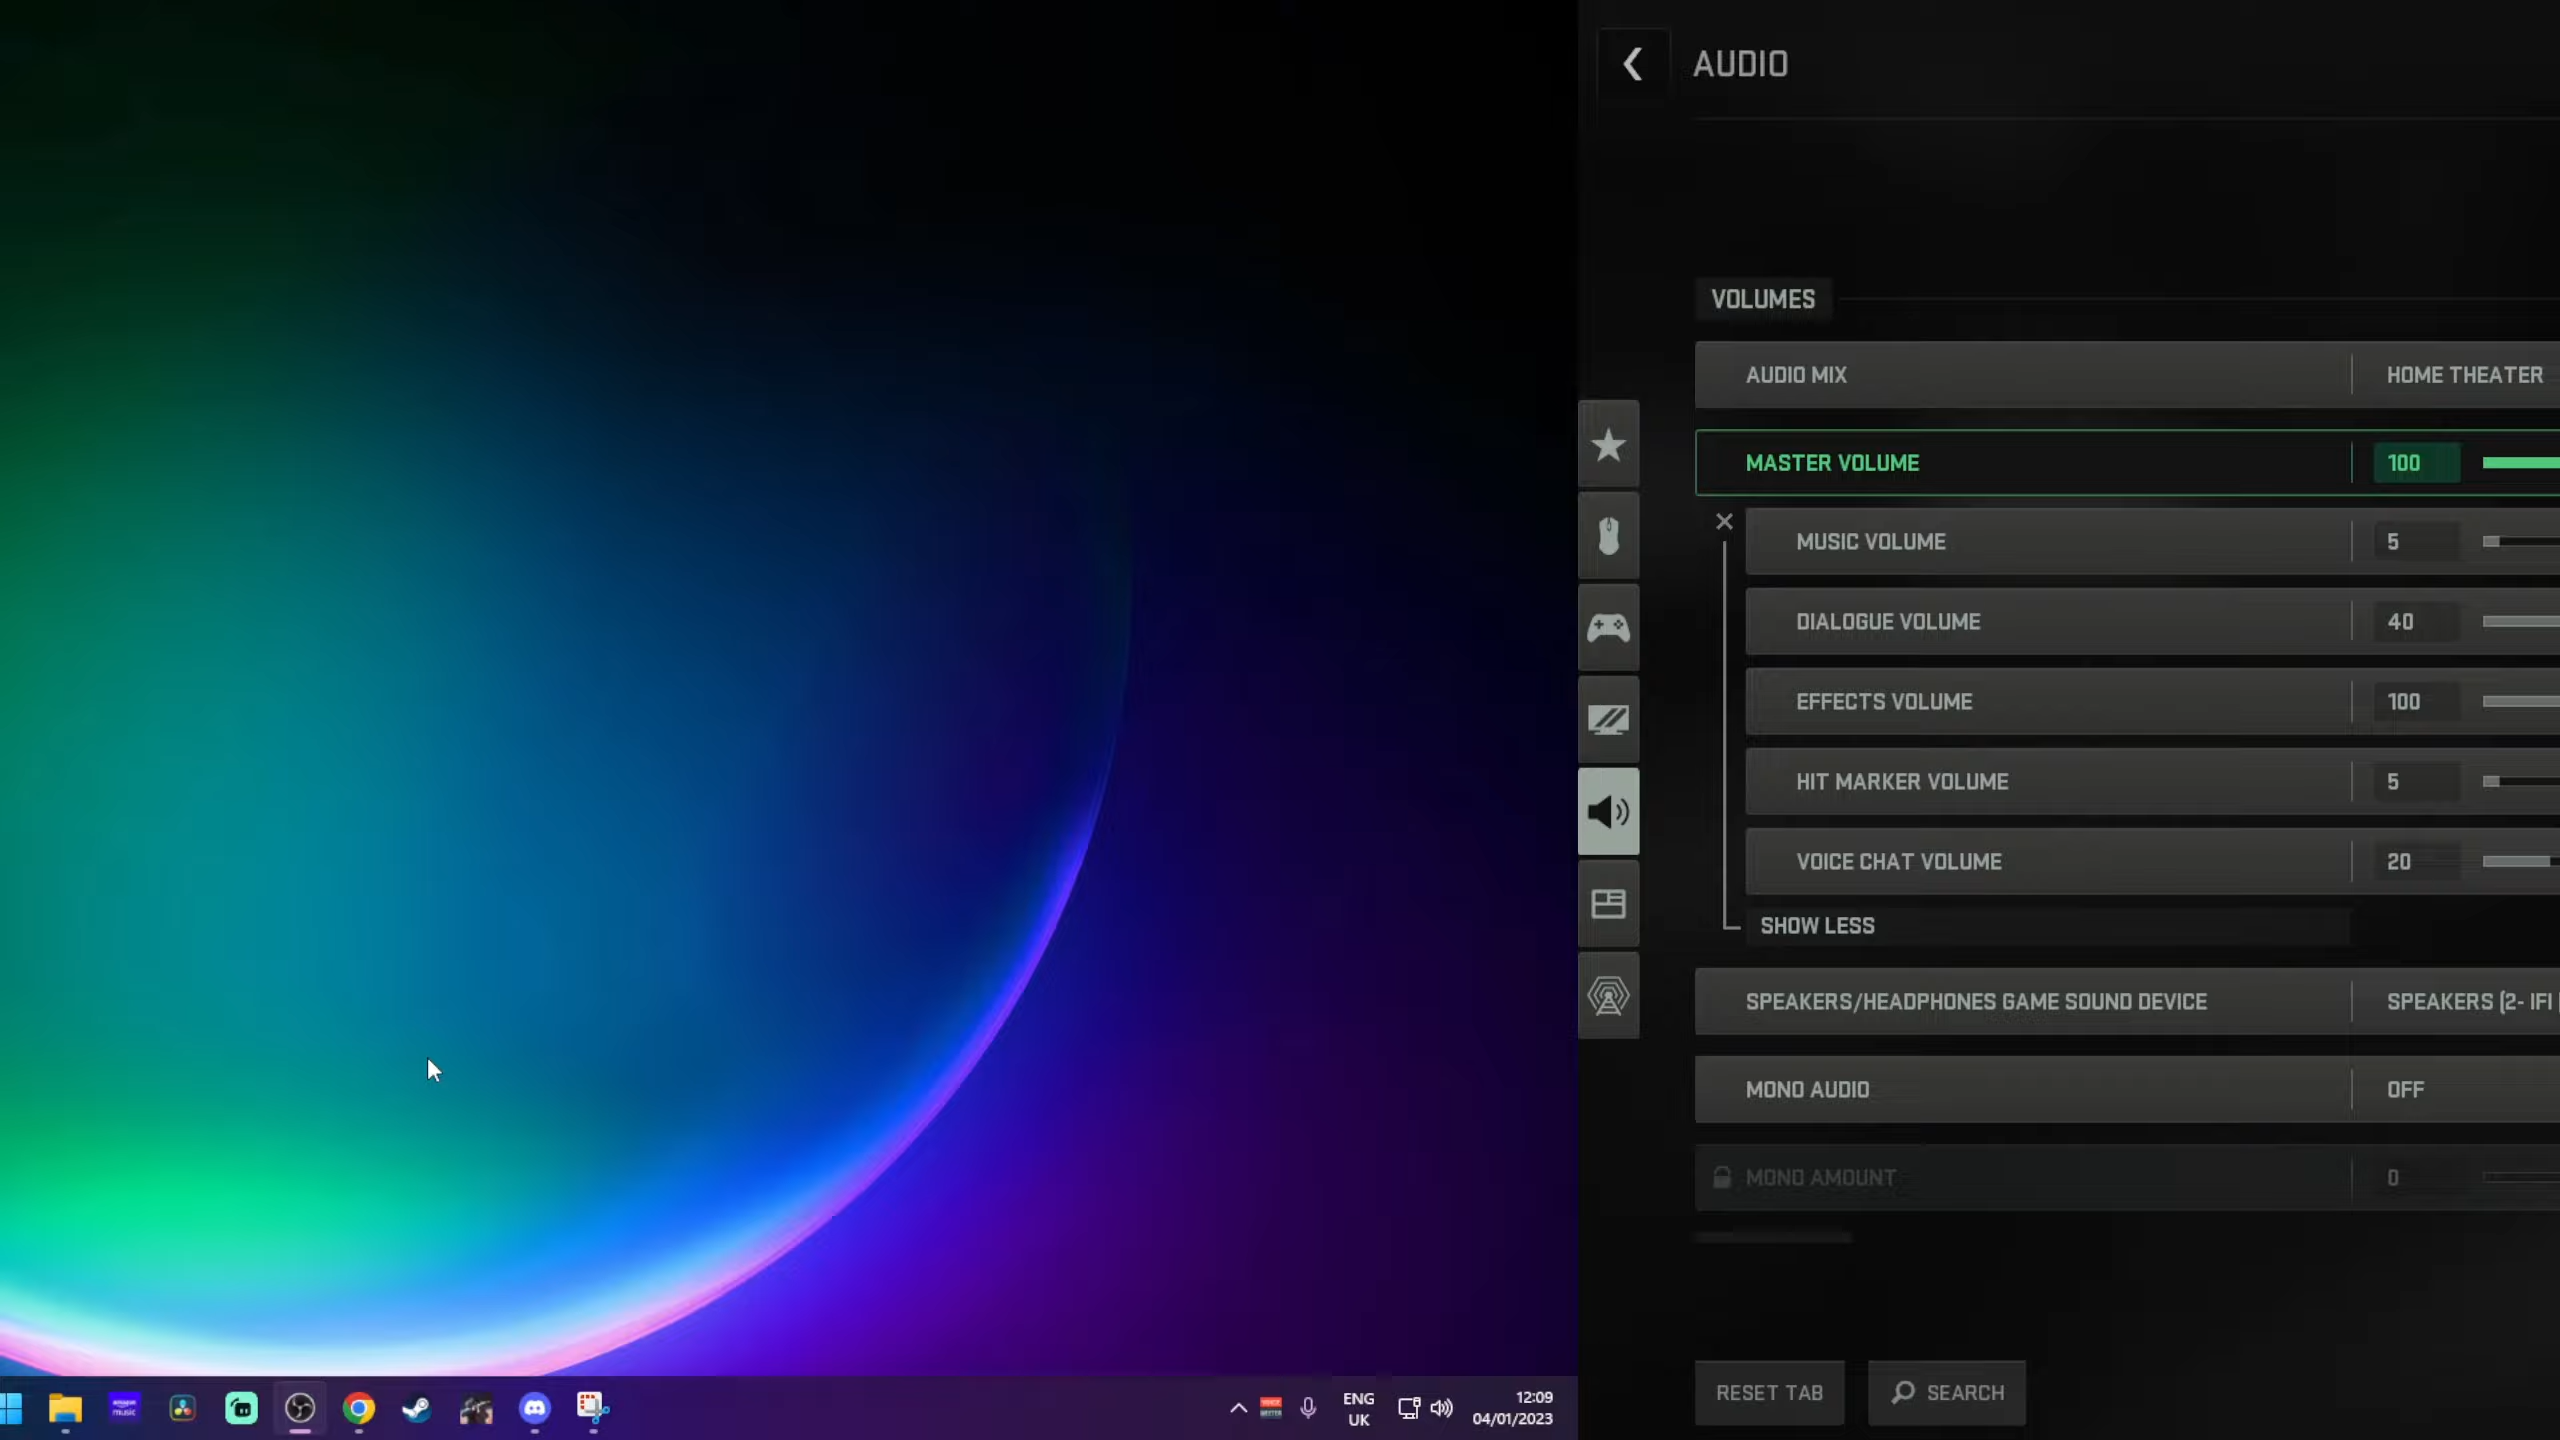 AUDIO
VOLUMES
AUDIO MIX
HOME THEATER
MASTER VOLUME
100
MUSIC VOLUME
5
DIALOGUE VOLUME
40
EFFECTS VOLUME
100
HIT MARKER VOLUME
5
VOICE CHAT VOLUME
20
SHOW LESS
SPEAKERS/HEADPHONES GAME SOUND DEVICE
SPEAKERS (2- IFI
MONO AUDIO
OFF
MONO AMOUNT
0
RESET TAB
SEARCH
music
ENG
UK
12:09
04/01/2023